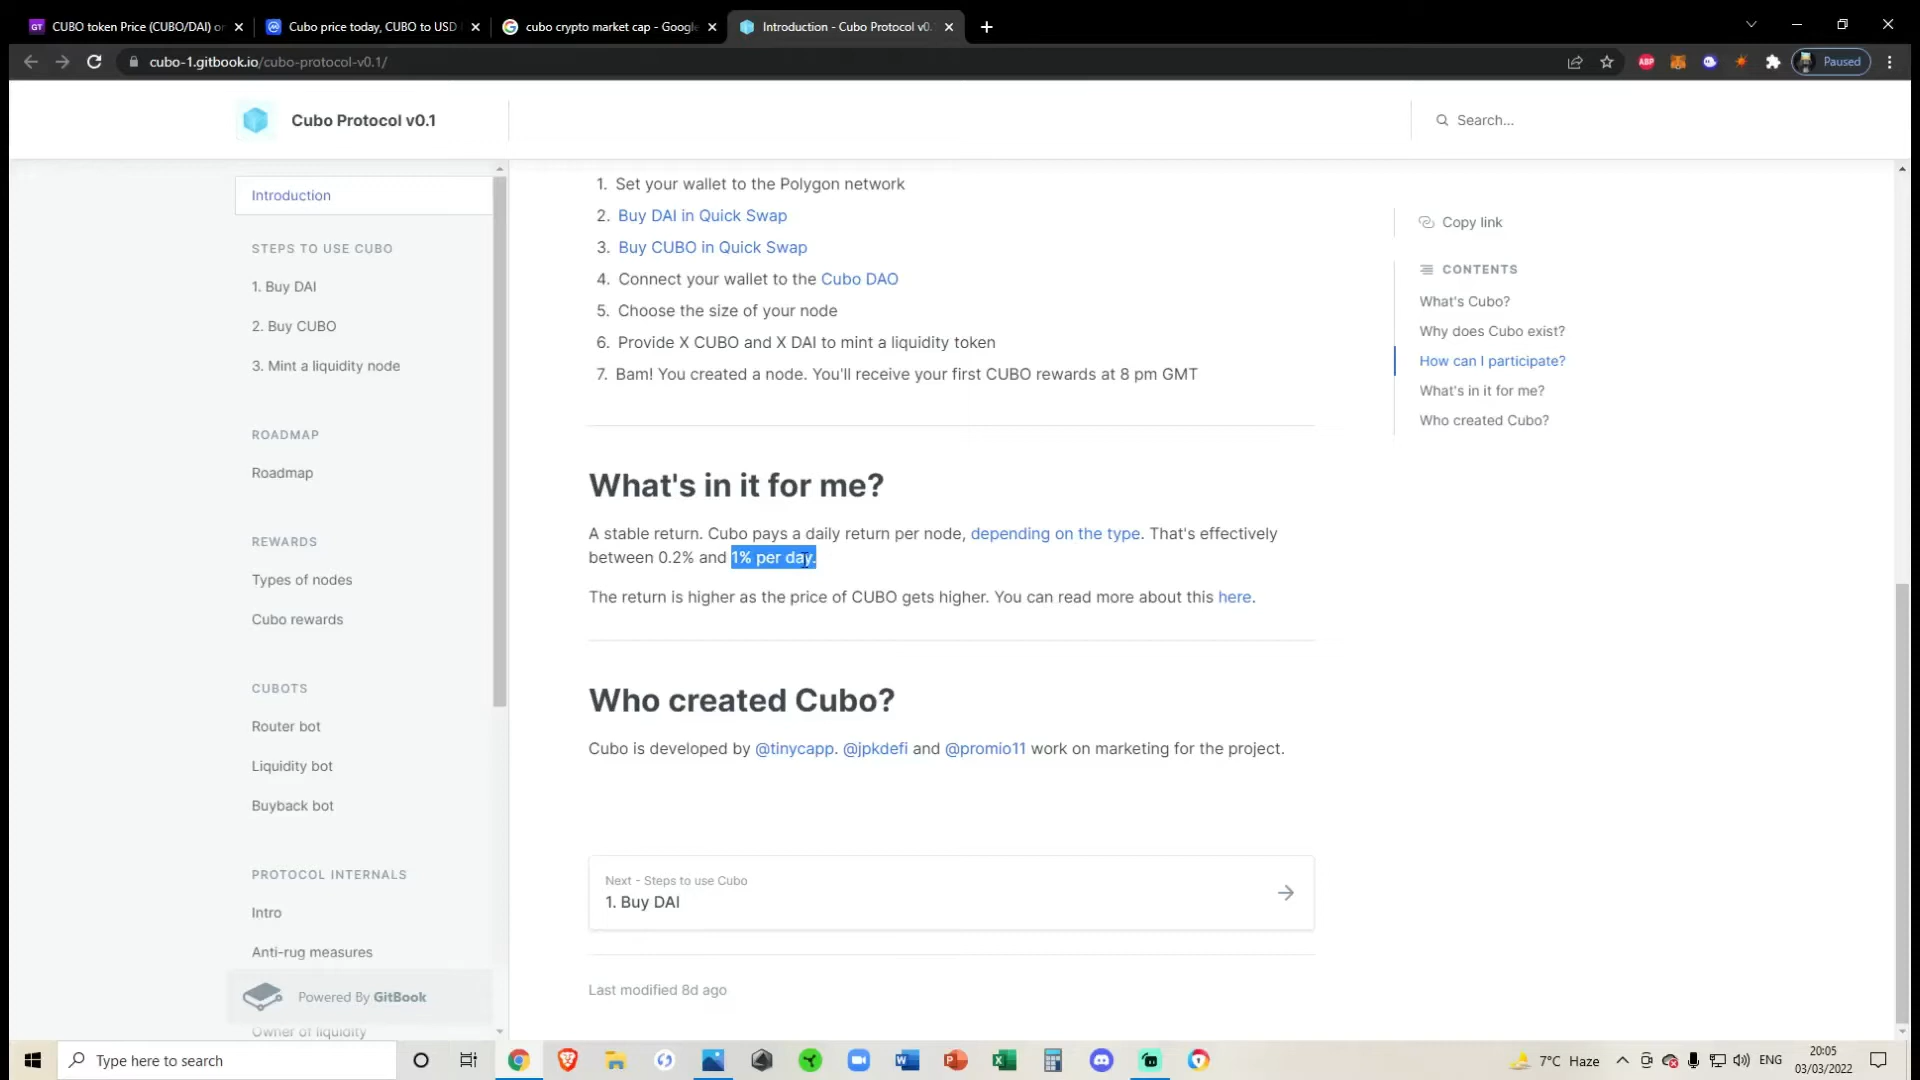 CUBO token Price (CUBO/DAI) o
Cubo price today, CUBO to USD
cubo crypto market cap - Google
Introduction - Cubo Protocol v0.
cubo-1.gitbook.io/cubo-protocol-v0.1/
ABP
Paused
Cubo Protocol v0.1
Search...
Introduction
STEPS TO USE CUBO
1. Buy DAI
2. Buy CUBO
3. Mint a liquidity node
ROADMAP
Roadmap
REWARDS
Types of nodes
Cubo rewards
CUBOTS
Router bot
Liquidity bot
Buyback bot
PROTOCOL INTERNALS
Intro
Anti-rug measures
Powered By GitBook
Owner of liquidity
1. Set your wallet to the Polygon network
2. Buy DAI in Quick Swap
3. Buy CUBO in Quick Swap
4. Connect your wallet to the Cubo DAO
5. Choose the size of your node
6. Provide X CUBO and X DAI to mint a liquidity token
7. Bam! You created a node. You'll receive your first CUBO rewards at 8 pm GMT
What's in it for me?
A stable return. Cubo pays a daily return per node, depending on the type. That's effectively
between 0.2% and 1% per day.
The return is higher as the price of CUBO gets higher. You can read more about this here.
Who created Cubo?
Cubo is developed by @tinycapp. @jpkdefi and @promio11 work on marketing for the project.
Next - Steps to use Cubo
1. Buy DAI
Last modified 8d ago
Copy link
CONTENTS
What's Cubo?
Why does Cubo exist?
How can I participate?
What's in it for me?
Who created Cubo?
Type here to search
7°C Haze
ENG
20:05
03/03/2022